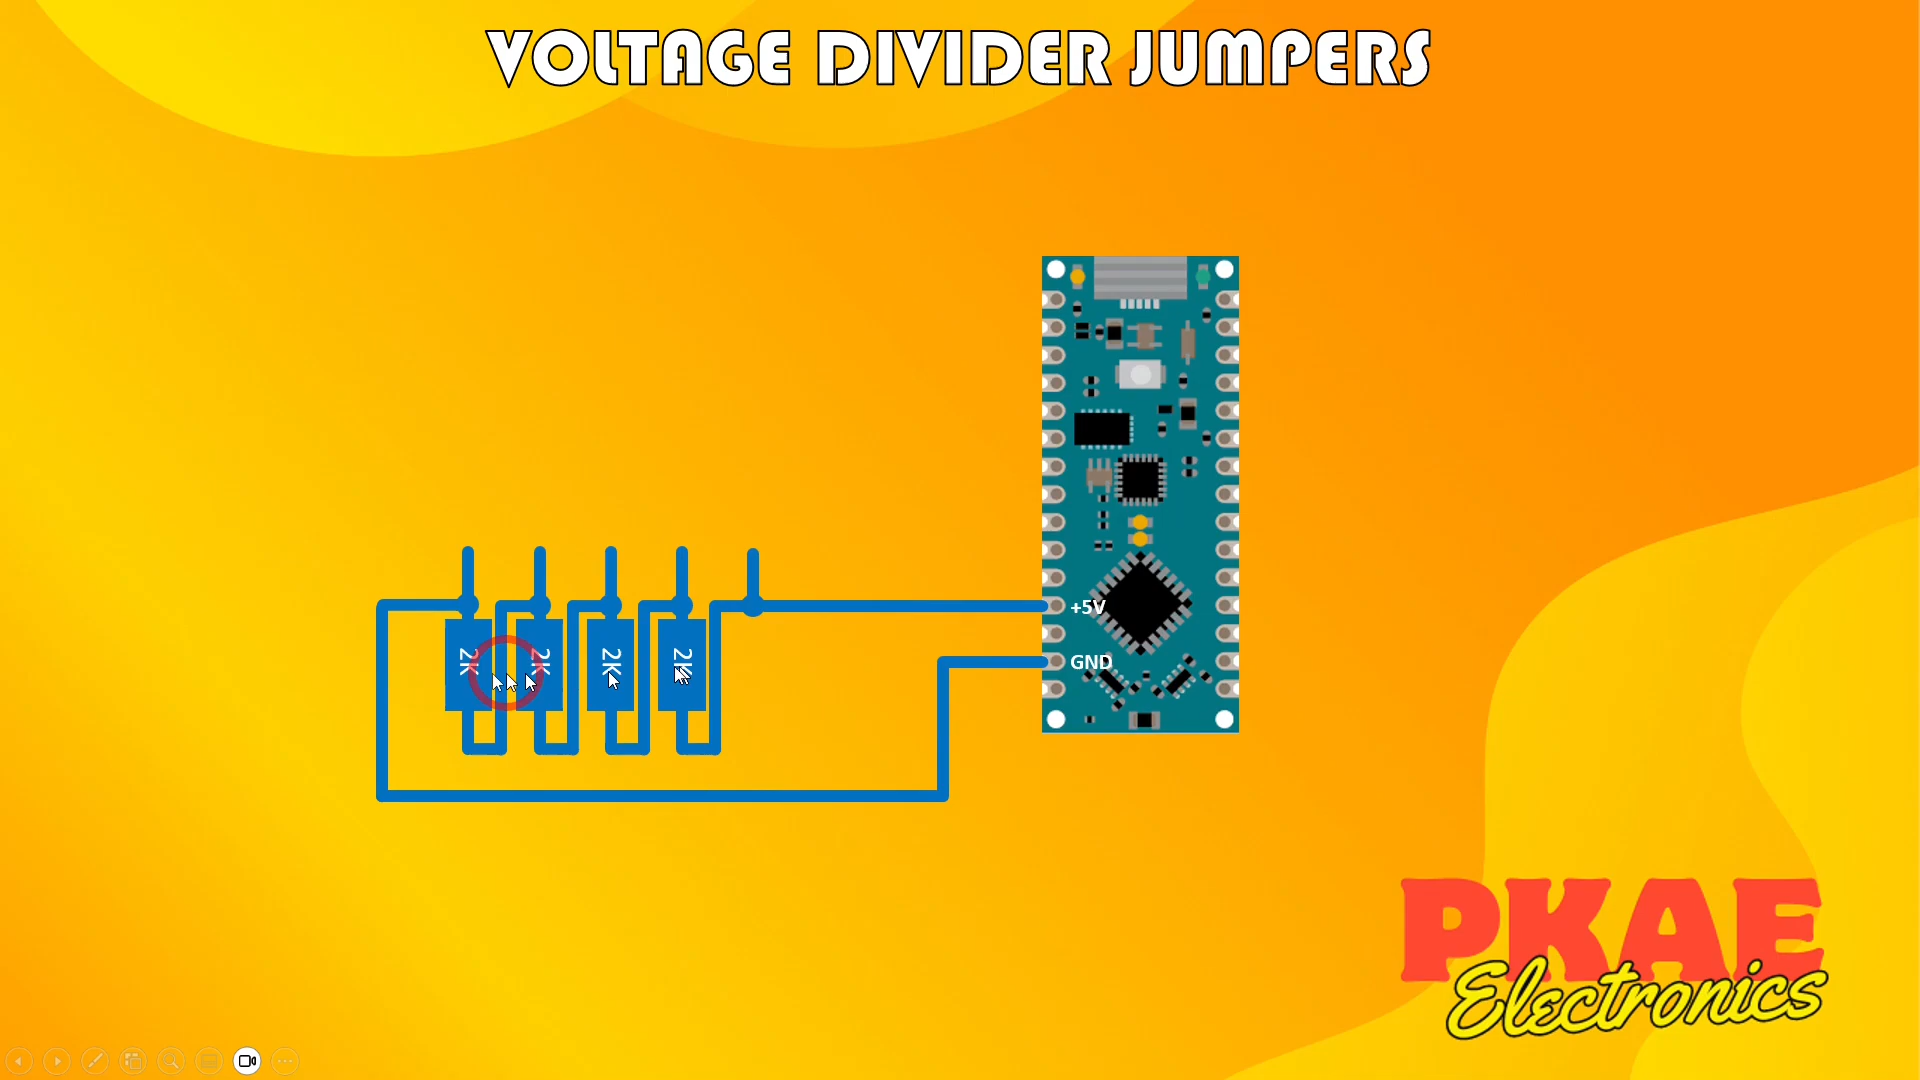 VOLTAGE DIVIDER JUMPERS
+5V
GND
2K
2K
2K
2K
PKAE
Electronics